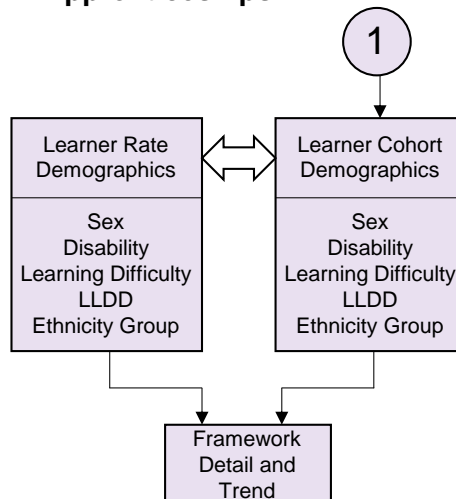 1
Learner Rate
Demographics
Sex
Disability
Learning Difficulty
LLDD
Ethnicity Group
Learner Cohort
Demographics
Sex
Disability
Learning Difficulty
LLDD
Ethnicity Group
Framework
Detail and
Trend